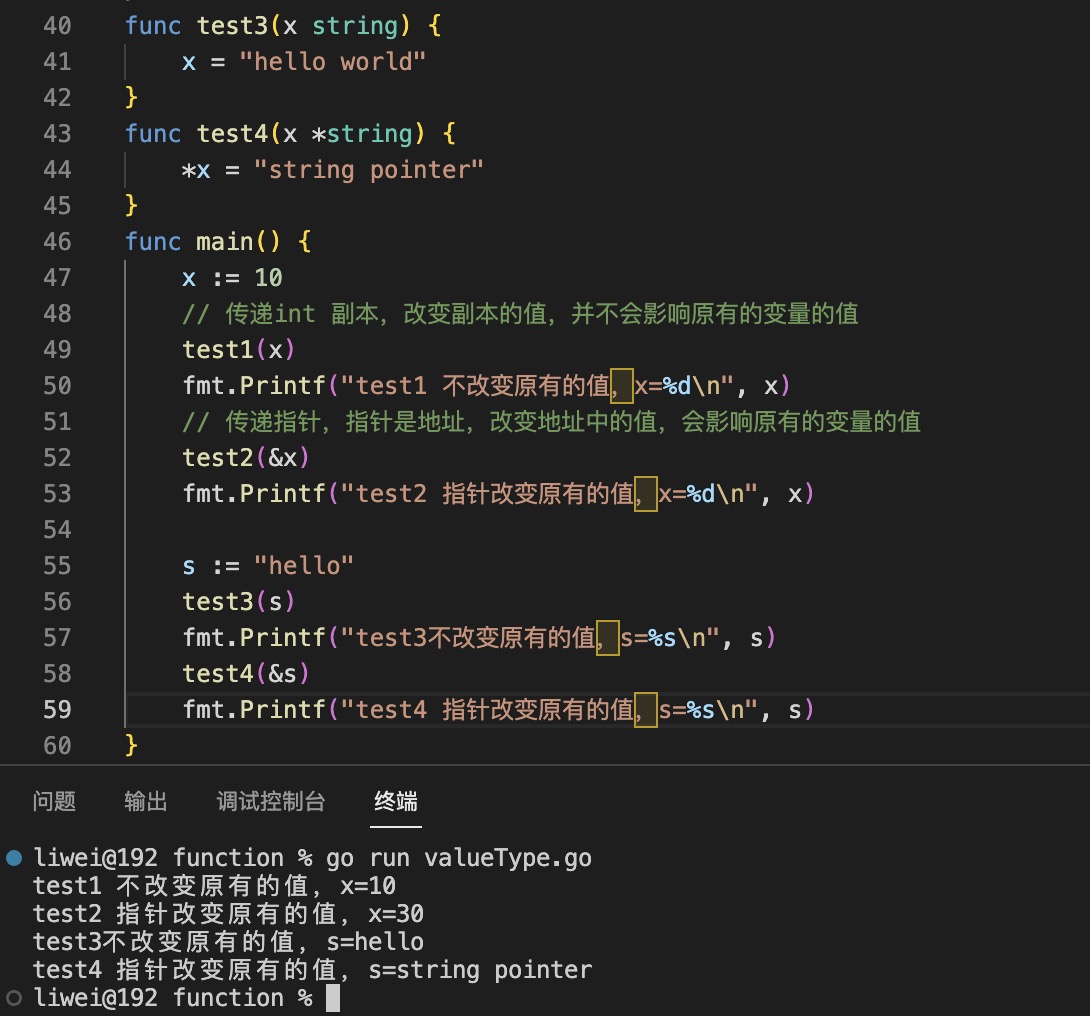 40 func test3(x string) {
41 x = "hello world"
42 }
43 func test4(x *string) {
44 *x = "string pointer"
45 }
46 func main() {
47 x := 10
48 // 传递int 副本，改变副本的值，并不会影响原有的变量的值
49 test1(x)
50 fmt.Printf("test1 不改变原有的值，x=%d\n", x)
51 // 传递指针，指针是地址，改变地址中的值，会影响原有的变量的值
52 test2(&x)
53 fmt.Printf("test2 指针改变原有的值，x=%d\n", x)
54
55 s := "hello"
56 test3(s)
57 fmt.Printf("test3不改变原有的值，s=%s\n", s)
58 test4(&s)
59 fmt.Printf("test4 指针改变原有的值，s=%s\n", s)
60 }
问题 输出 调试控制台 终端
liwei@192 function % go run valueType.go
test1 不改变原有的值，x=10
test2 指针改变原有的值，x=30
test3不改变原有的值，s=hello
test4 指针改变原有的值，s=string pointer
liwei@192 function %